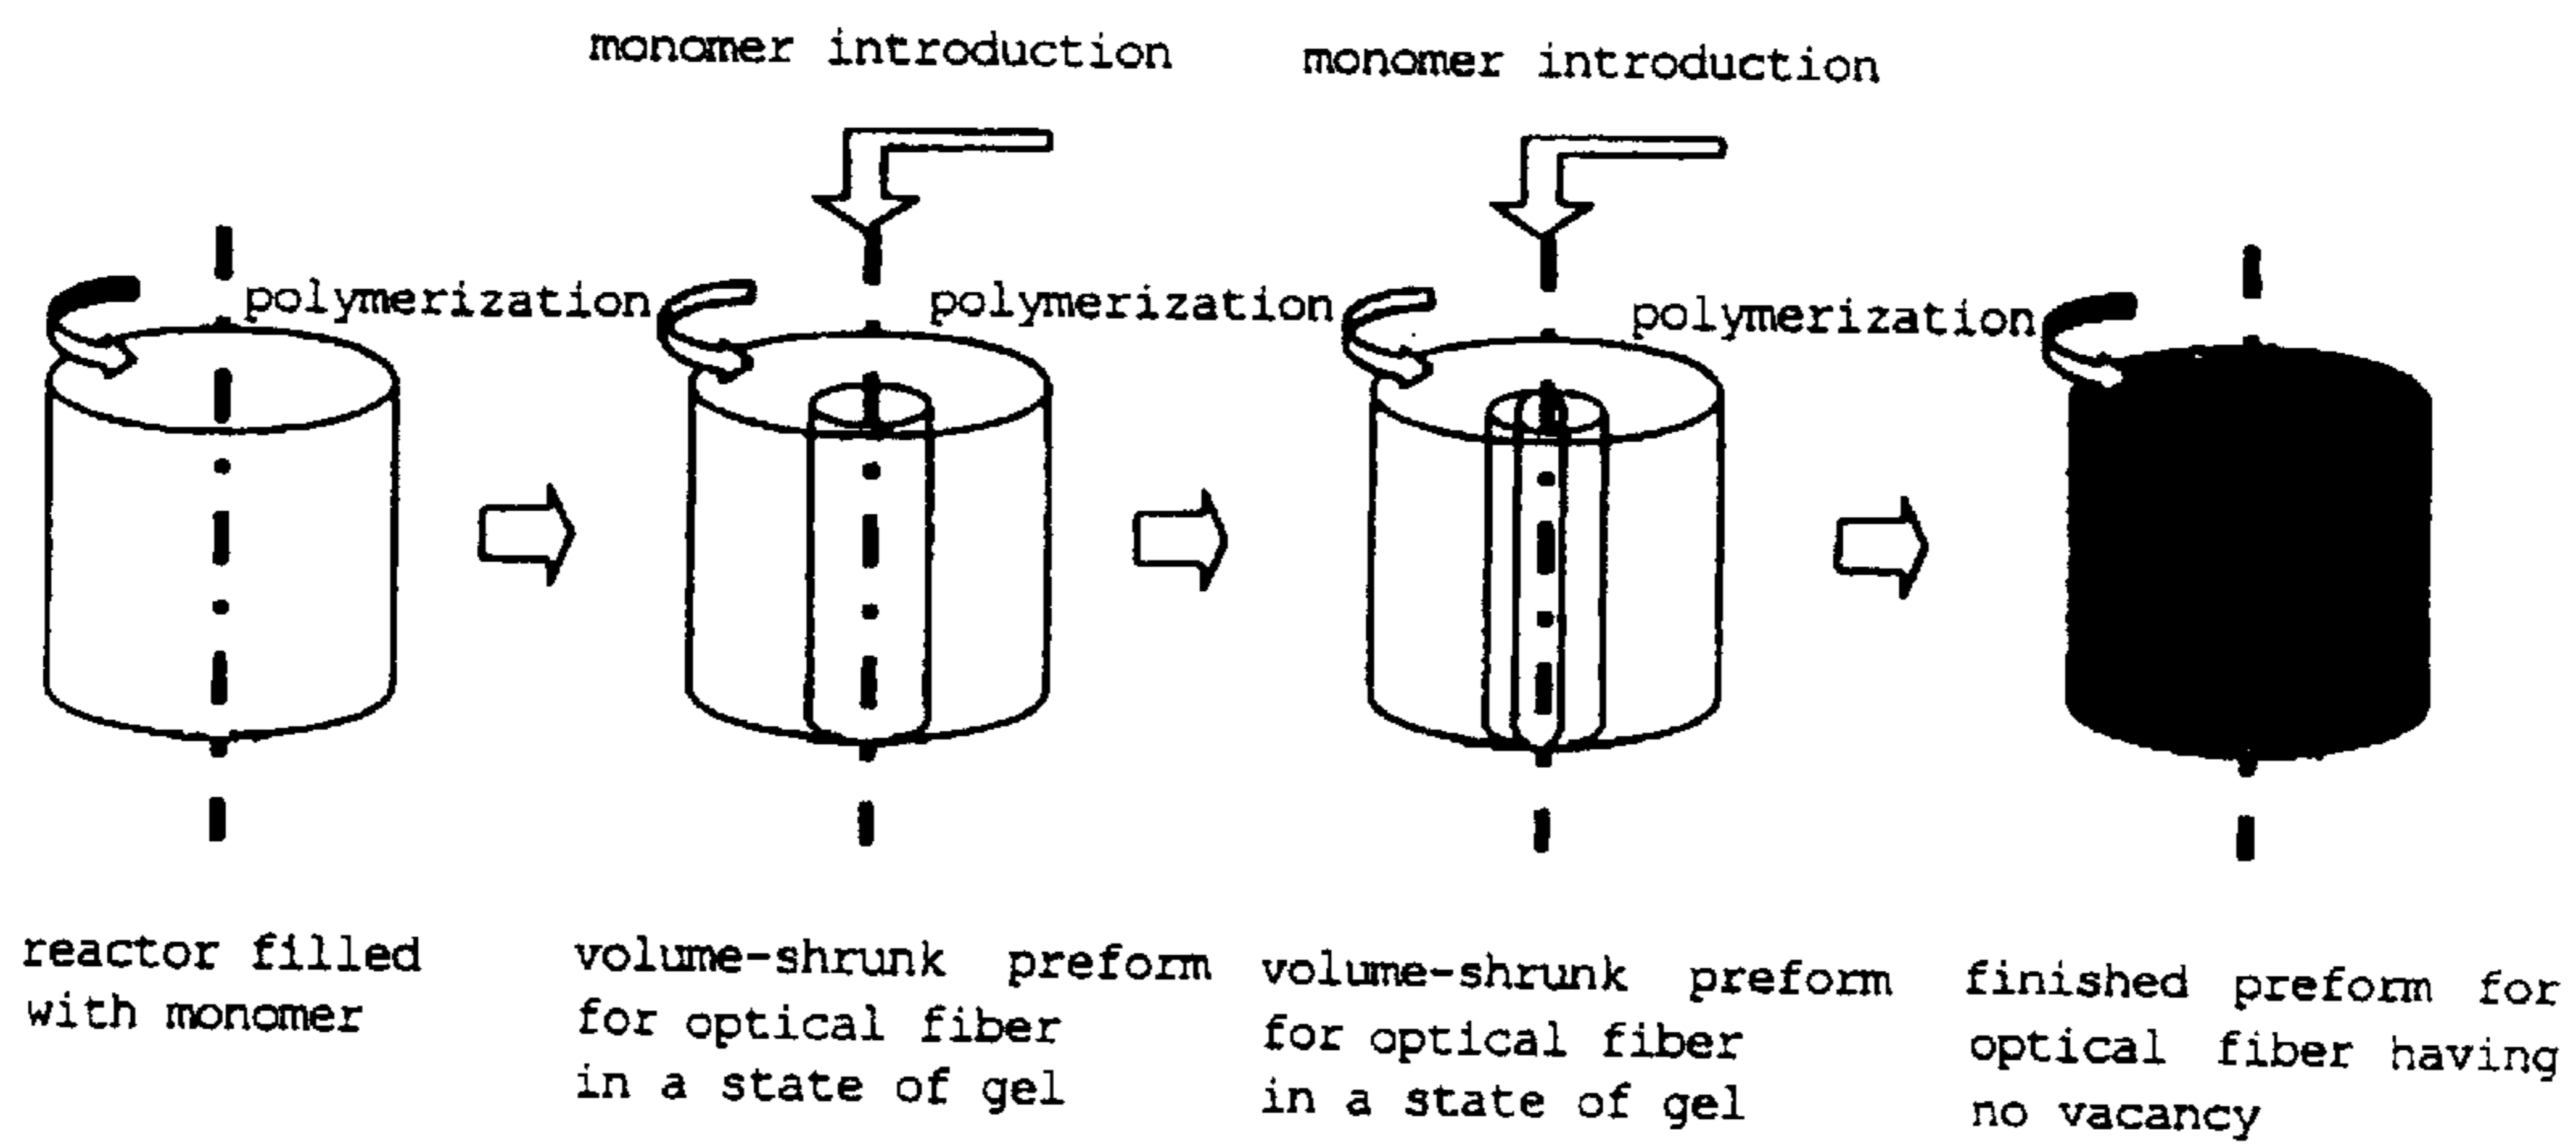 monomer introduction
monomer introduction
polymerization
polymerization
polymerization
reactor filled
with monomer
volume-shrunk preform
for optical fiber
in a state of gel
volume-shrunk preform
for optical fiber
in a state of gel
finished preform for
optical fiber having
no vacancy